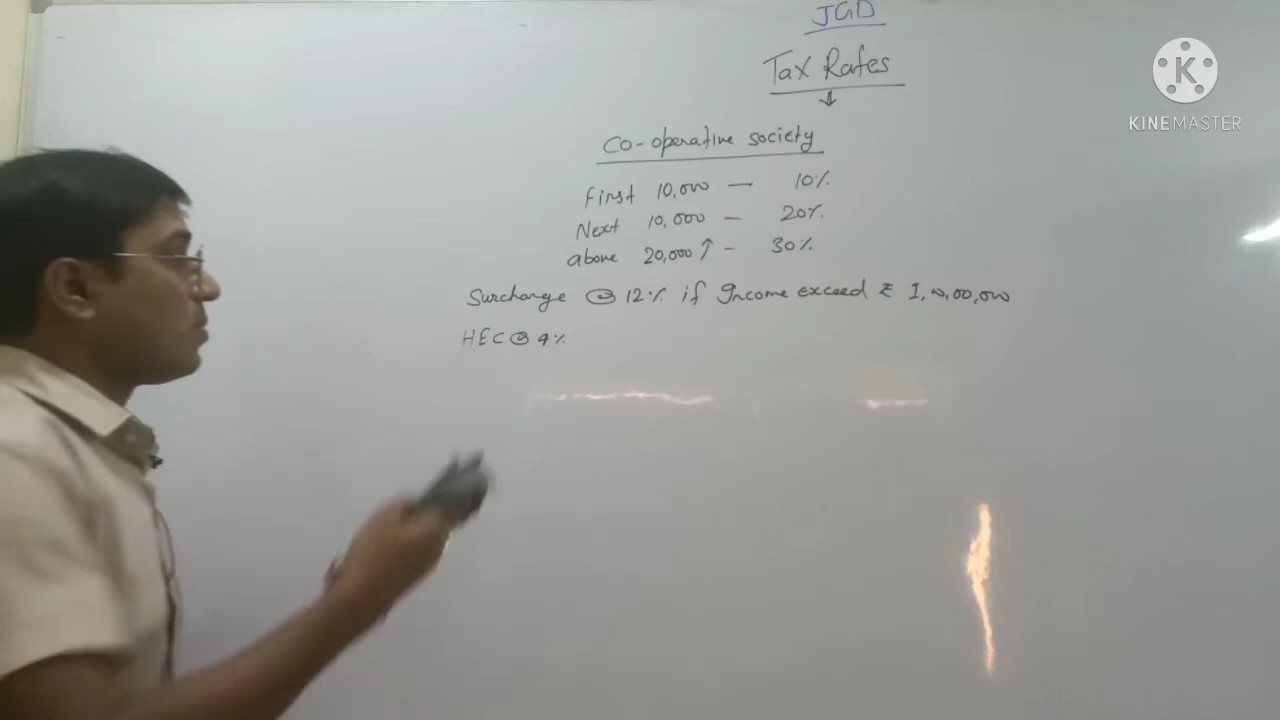 JGD
Tax Rates
KINEMASTER
Co-operative society
First 10,000 — 10%
Next 10,000 - 20%
above 20,000 ↑ - 30%
Surcharge @ 12% if Income exceed ₹ 1,00,00,000
HEC @ 4%